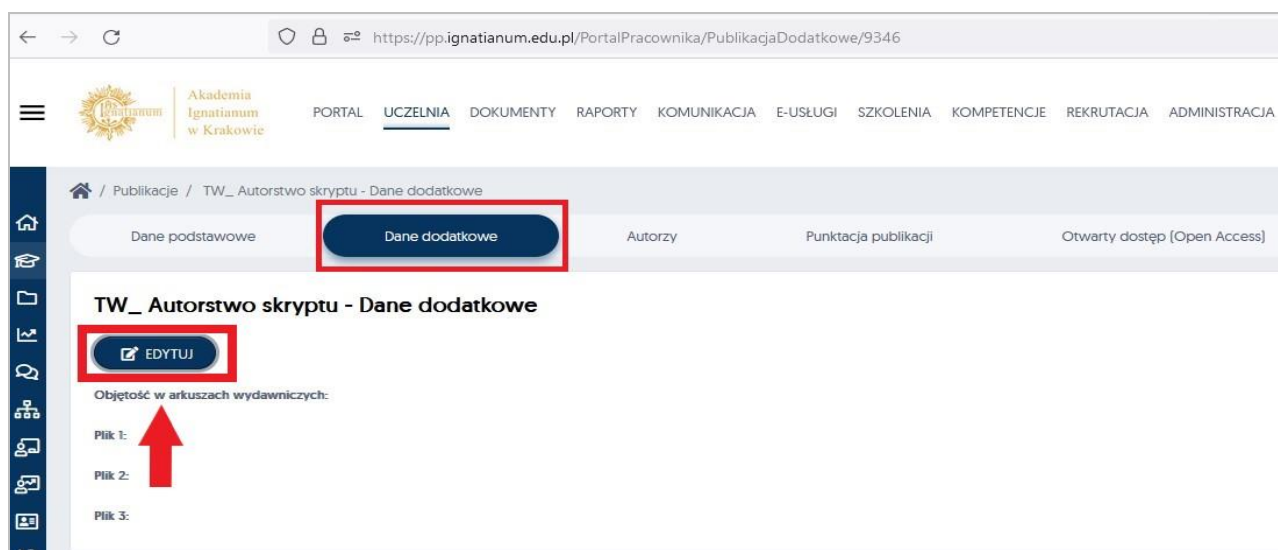 https://pp.ignatianum.edu.pl/PortalPracownika/PublikacjaDodatkowe/9346
Ignatianum
Akademia
Ignatianum
w Krakowie
PORTAL UCZELNIA DOKUMENTY RAPORTY KOMUNIKACJA E-USŁUGI SZKOLENIA KOMPETENCJE REKRUTACJA ADMINISTRACJA
/ Publikacje / TW_ Autorstwo skryptu - Dane dodatkowe
Dane podstawowe Dane dodatkowe Autorzy Punktacja publikacji Otwarty dostęp (Open Access)
TW_ Autorstwo skryptu - Dane dodatkowe
EDYTUJ
Objętość w arkuszach wydawniczych:
Plik 1:
Plik 2:
Plik 3: